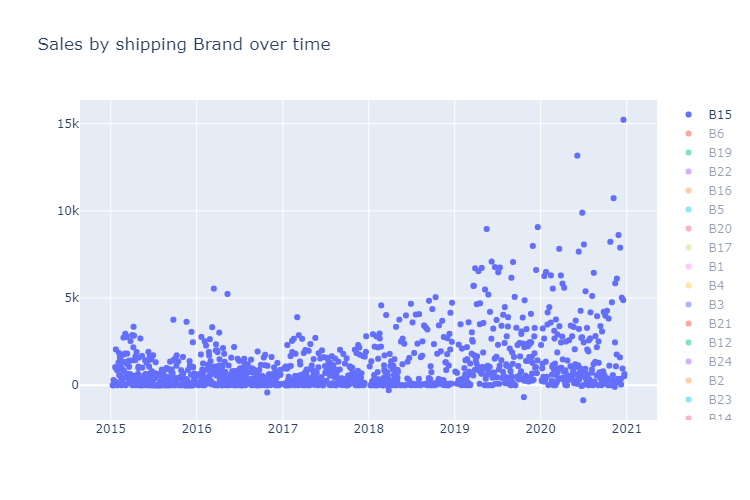 Sales by shipping Brand over time
15k
10k
5k
0
2015 2016 2017 2018 2019 2020 2021
B15
B6
B19
B22
B16
B5
B20
B17
B1
B4
B3
B21
B12
B24
B2
B23
B14